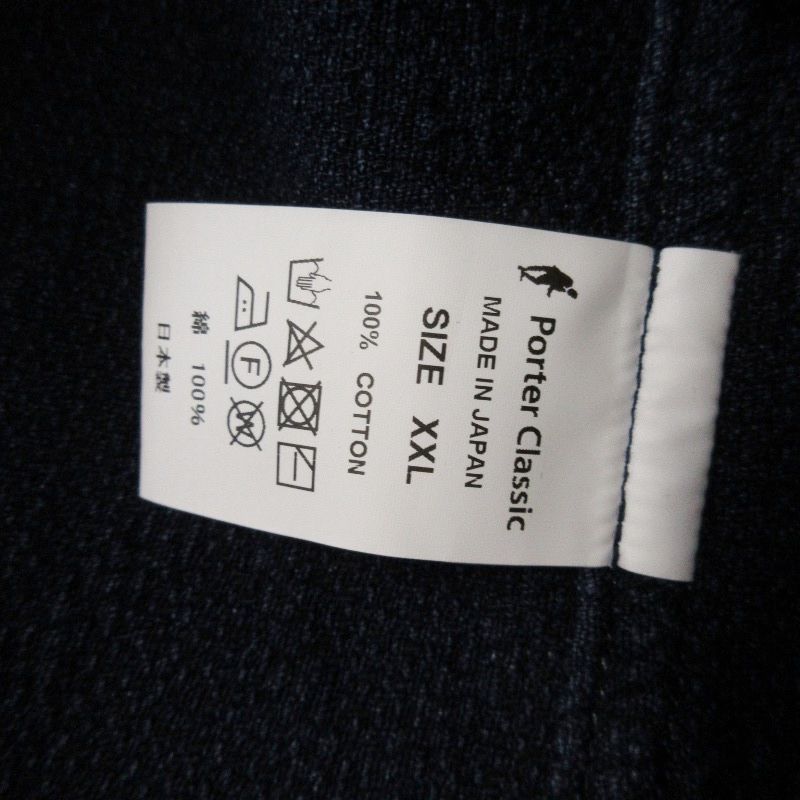 Porter Classic
MADE IN JAPAN
SIZE XXL
100% COTTON
F
W
綿 100%
日本製